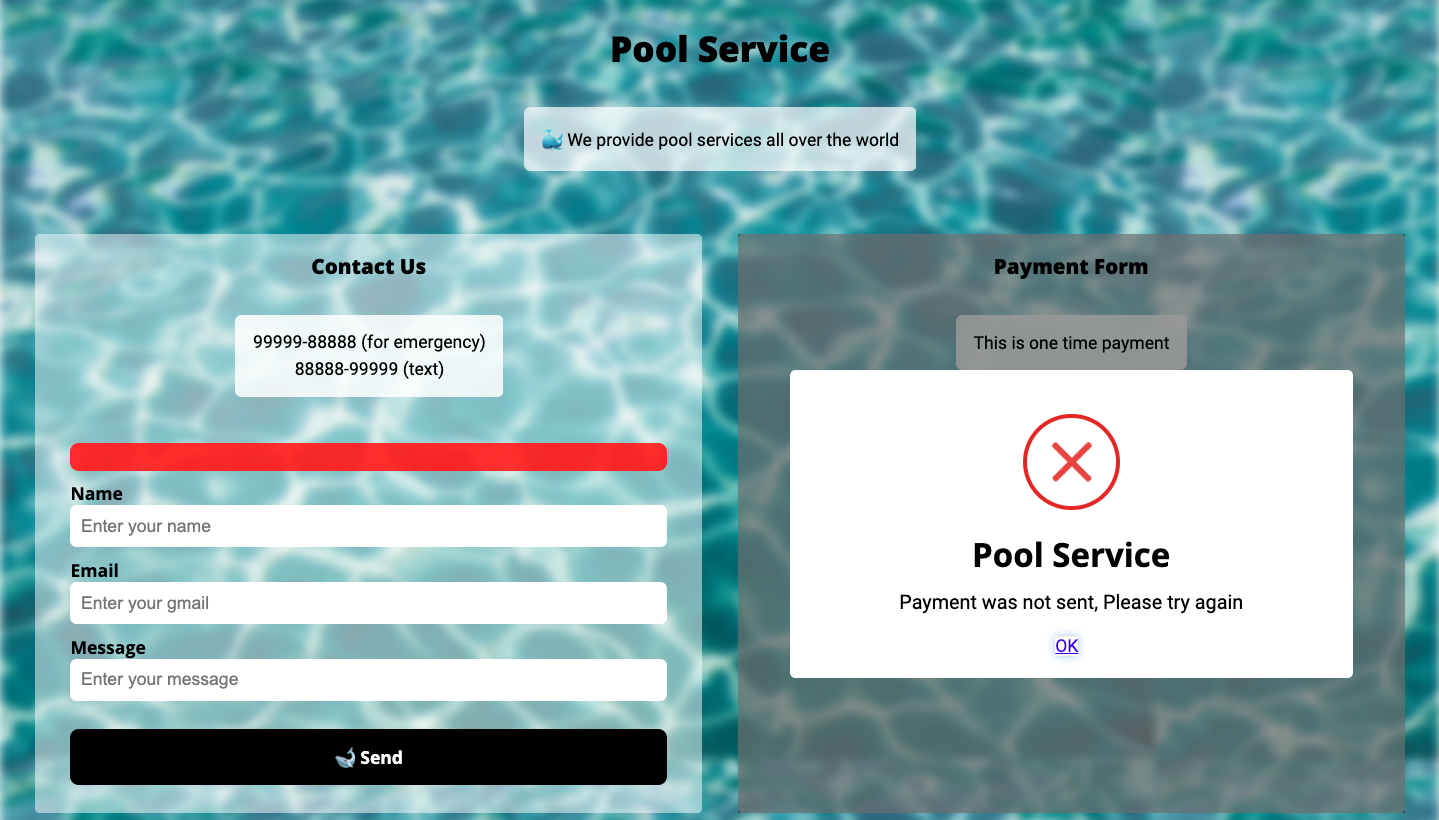 Pool Service
We provide pool services all over the world
Contact Us
99999-88888 (for emergency)
88888-99999 (text)
Name
Enter your name
Email
Enter your gmail
Message
Enter your message
Send
Payment Form
This is one time payment
Pool Service
Payment was not sent, Please try again
OK